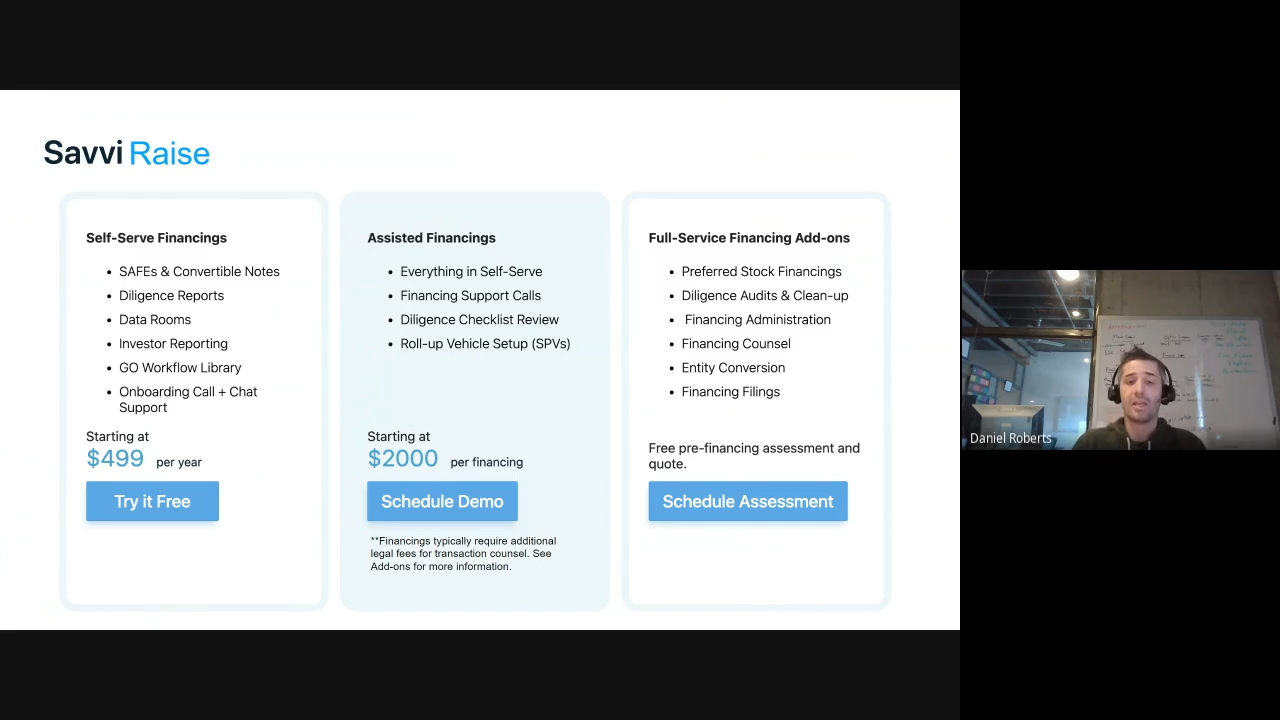 Savvi Raise
Self-Serve Financings
• SAFEs & Convertible Notes
• Diligence Reports
• Data Rooms
• Investor Reporting
• GO Workflow Library
• Onboarding Call + Chat
Support
Starting at
$499 per year
Try it Free
Assisted Financings
• Everything in Self-Serve
• Financing Support Calls
• Diligence Checklist Review
• Roll-up Vehicle Setup (SPVs)
Starting at
$2000 per financing
Schedule Demo
**Financings typically require additional
legal fees for transaction counsel. See
Add-ons for more information.
Full-Service Financing Add-ons
• Preferred Stock Financings
• Diligence Audits & Clean-up
• Financing Administration
• Financing Counsel
• Entity Conversion
• Financing Filings
Free pre-financing assessment and
quote.
Schedule Assessment
Daniel Roberts